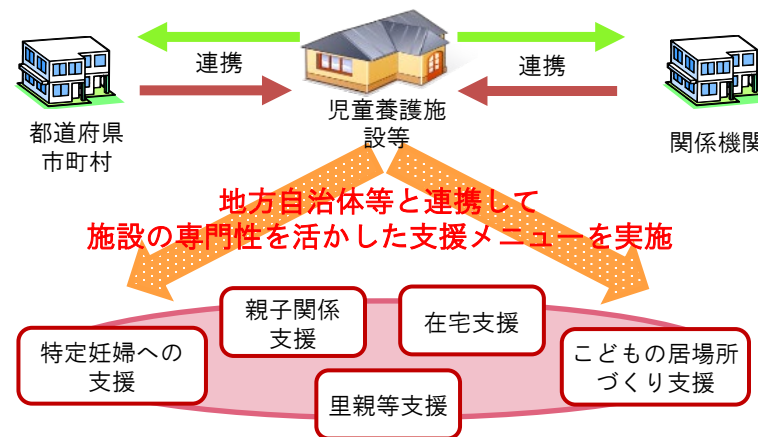 連携
連携
児童養護施
設等
都道府県
市町村
関係機関
地方自治体等と連携して
施設の専門性を活かした支援メニューを実施
親子関係
支援
在宅支援
特定妊婦への
支援
こどもの居場所
づくり支援
里親等支援